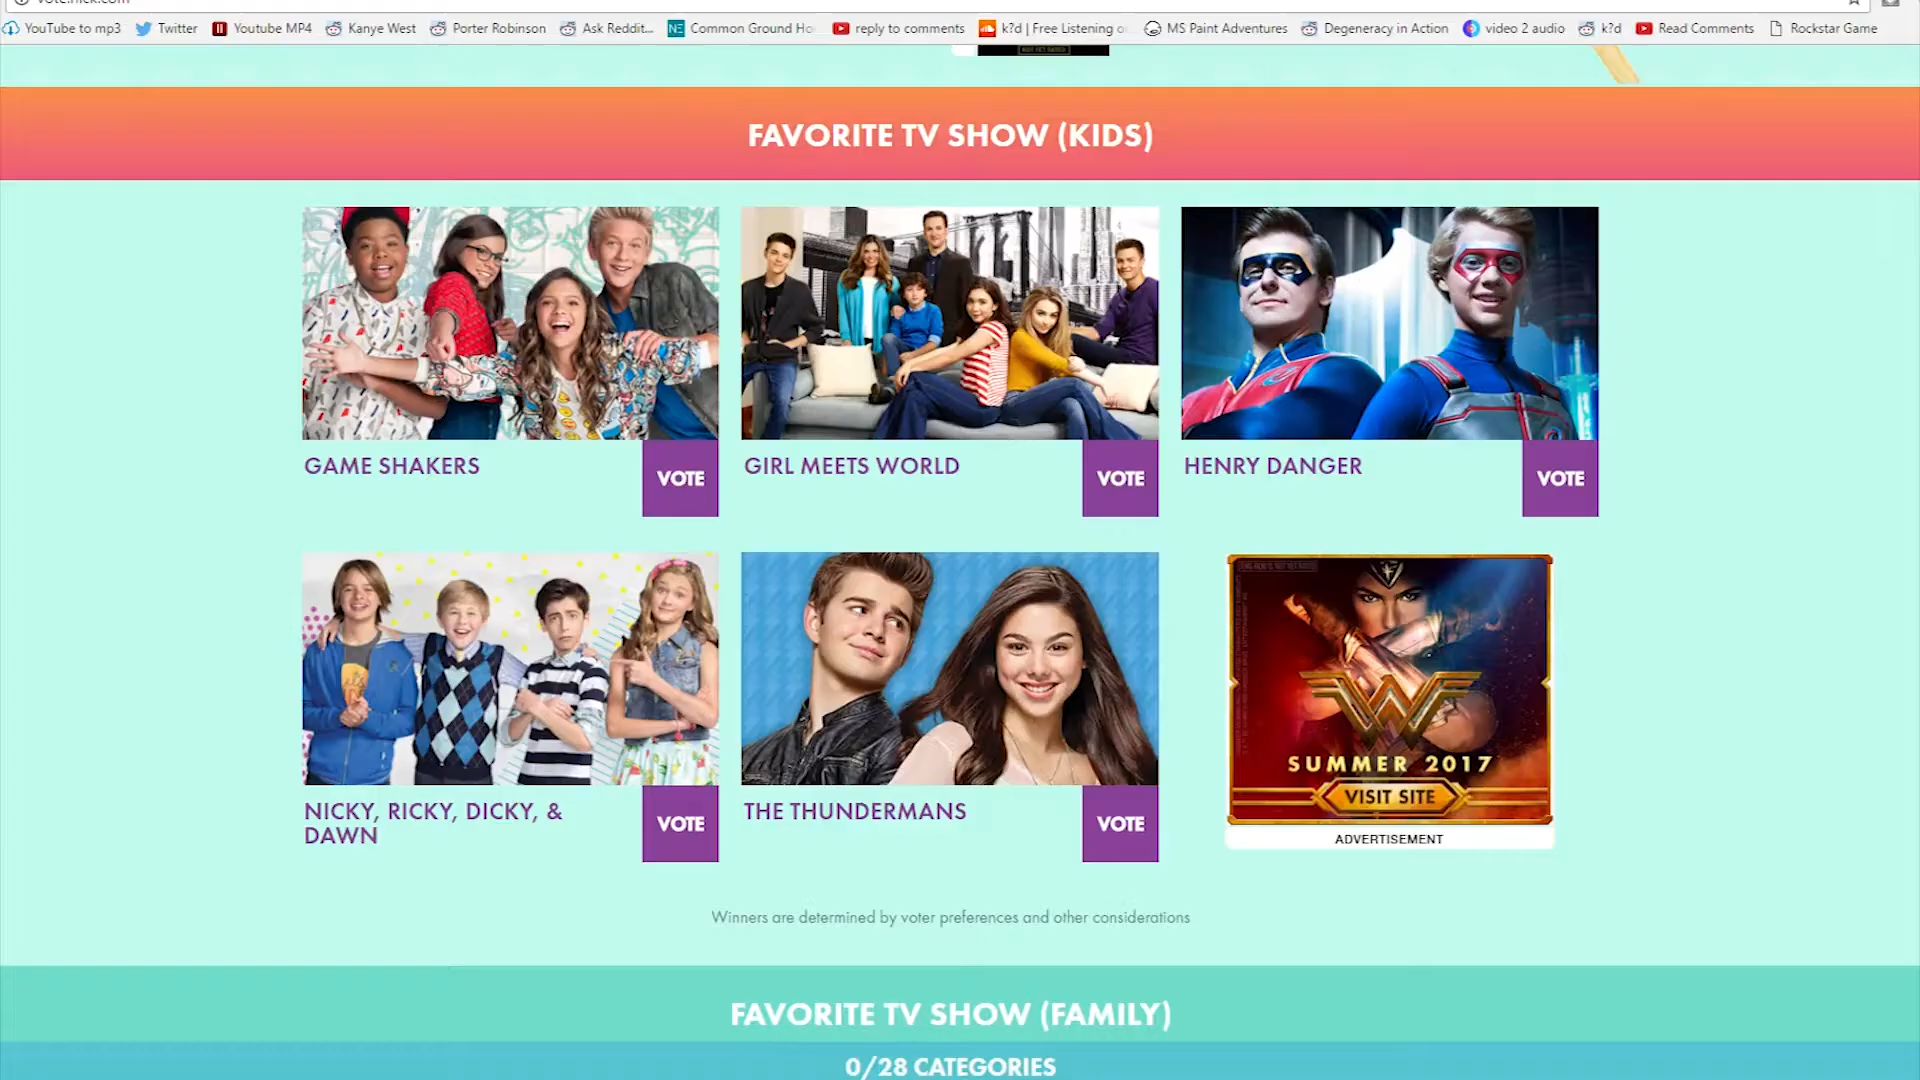 vote.nick.com
YouTube to mp3 Twitter Youtube MP4 Kanye West Porter Robinson Ask Reddit... Common Ground Ho reply to comments k?d | Free Listening o MS Paint Adventures Degeneracy in Action video 2 audio k?d Read Comments Rockstar Game
FAVORITE TV SHOW (KIDS)
GAME SHAKERS
VOTE
GIRL MEETS WORLD
VOTE
HENRY DANGER
VOTE
NICKY, RICKY, DICKY, &
DAWN
VOTE
THE THUNDERMANS
VOTE
SUMMER 2017
VISIT SITE
ADVERTISEMENT
Winners are determined by voter preferences and other considerations
FAVORITE TV SHOW (FAMILY)
0/28 CATEGORIES